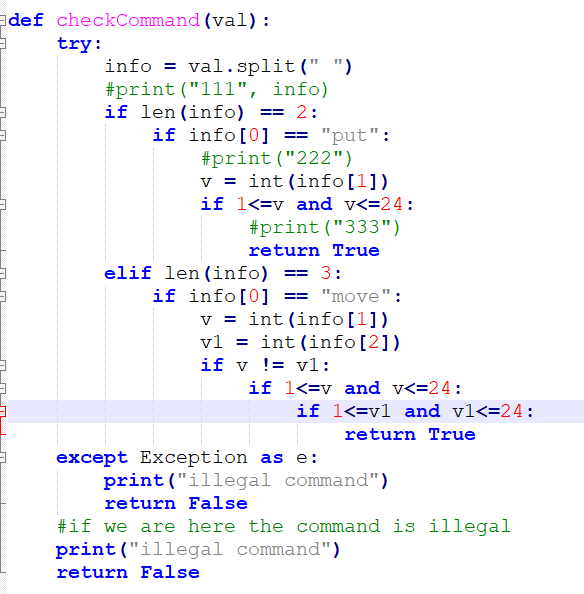 def checkCommand(val):
    try:
        info = val.split(" ")
        #print("111", info)
        if len(info) == 2:
            if info[0] == "put":
                #print("222")
                v = int(info[1])
                if 1<=v and v<=24:
                    #print("333")
                    return True
        elif len(info) == 3:
            if info[0] == "move":
                v = int(info[1])
                v1 = int(info[2])
                if v != v1:
                    if 1<=v and v<=24:
                        if 1<=v1 and v1<=24:
                            return True
    except Exception as e:
        print("illegal command")
        return False
    #if we are here the command is illegal
    print("illegal command")
    return False